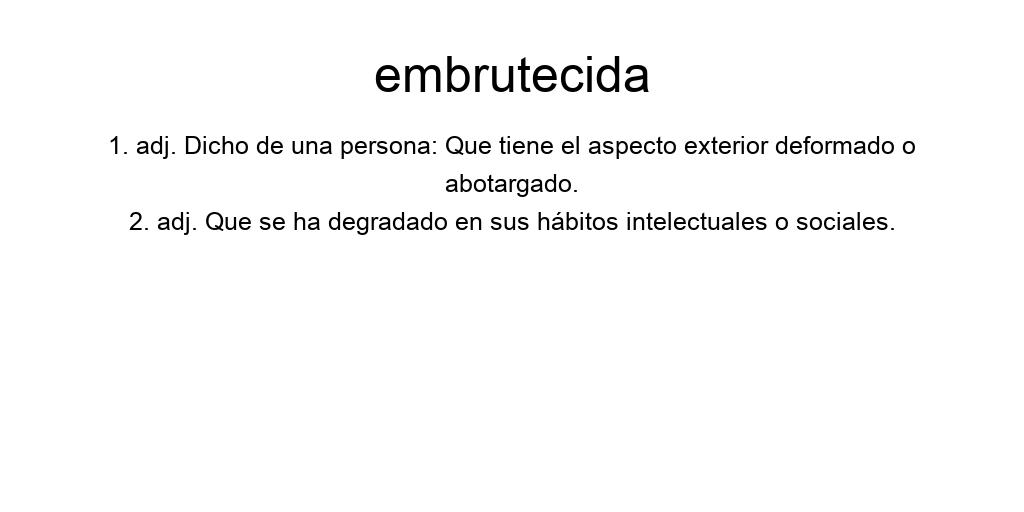 embrutecida
1. adj. Dicho de una persona: Que tiene el aspecto exterior deformado o
abotargado.
2. adj. Que se ha degradado en sus hábitos intelectuales o sociales.